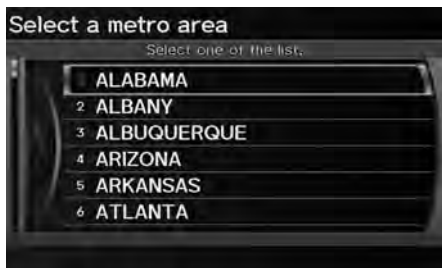 Select a metro area
Select one of the list.
1 ALABAMA
2 ALBANY
3 ALBUQUERQUE
4 ARIZONA
5 ARKANSAS
6 ATLANTA